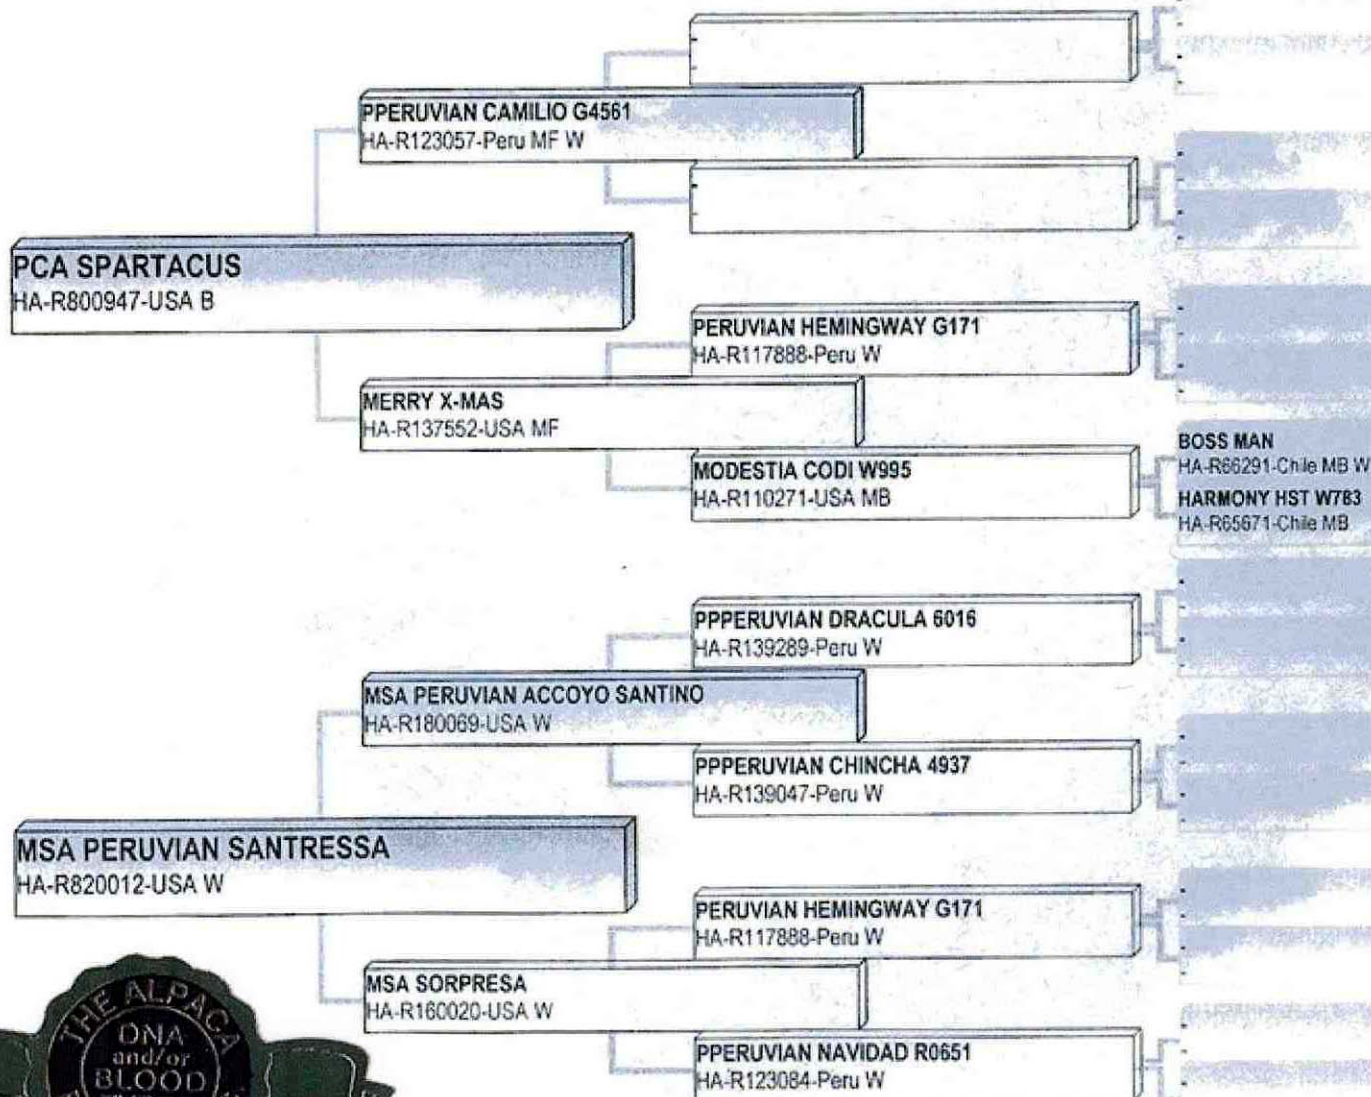 PPERUVIAN CAMILIO G4561
HA-R123057-Peru MF W
PCA SPARTACUS
HA-R800947-USA B
PERUVIAN HEMINGWAY G171
HA-R117888-Peru W
MERRY X-MAS
HA-R137552-USA MF
BOSS MAN
HA-R66291-Chile MB W
MODESTIA CODI W995
HA-R110271-USA MB
HARMONY HST W783
HA-R65671-Chile MB
PPPERUVIAN DRACULA 6016
HA-R139289-Peru W
MSA PERUVIAN ACCOYO SANTINO
HA-R180069-USA W
PPPERUVIAN CHINCHA 4937
HA-R139047-Peru W
MSA PERUVIAN SANTRESSA
HA-R820012-USA W
PERUVIAN HEMINGWAY G171
HA-R117888-Peru W
MSA SORPRESA
HA-R160020-USA W
PPERUVIAN NAVIDAD R0651
HA-R123084-Peru W
THE ALPACA
DNA
and/or
BLOOD